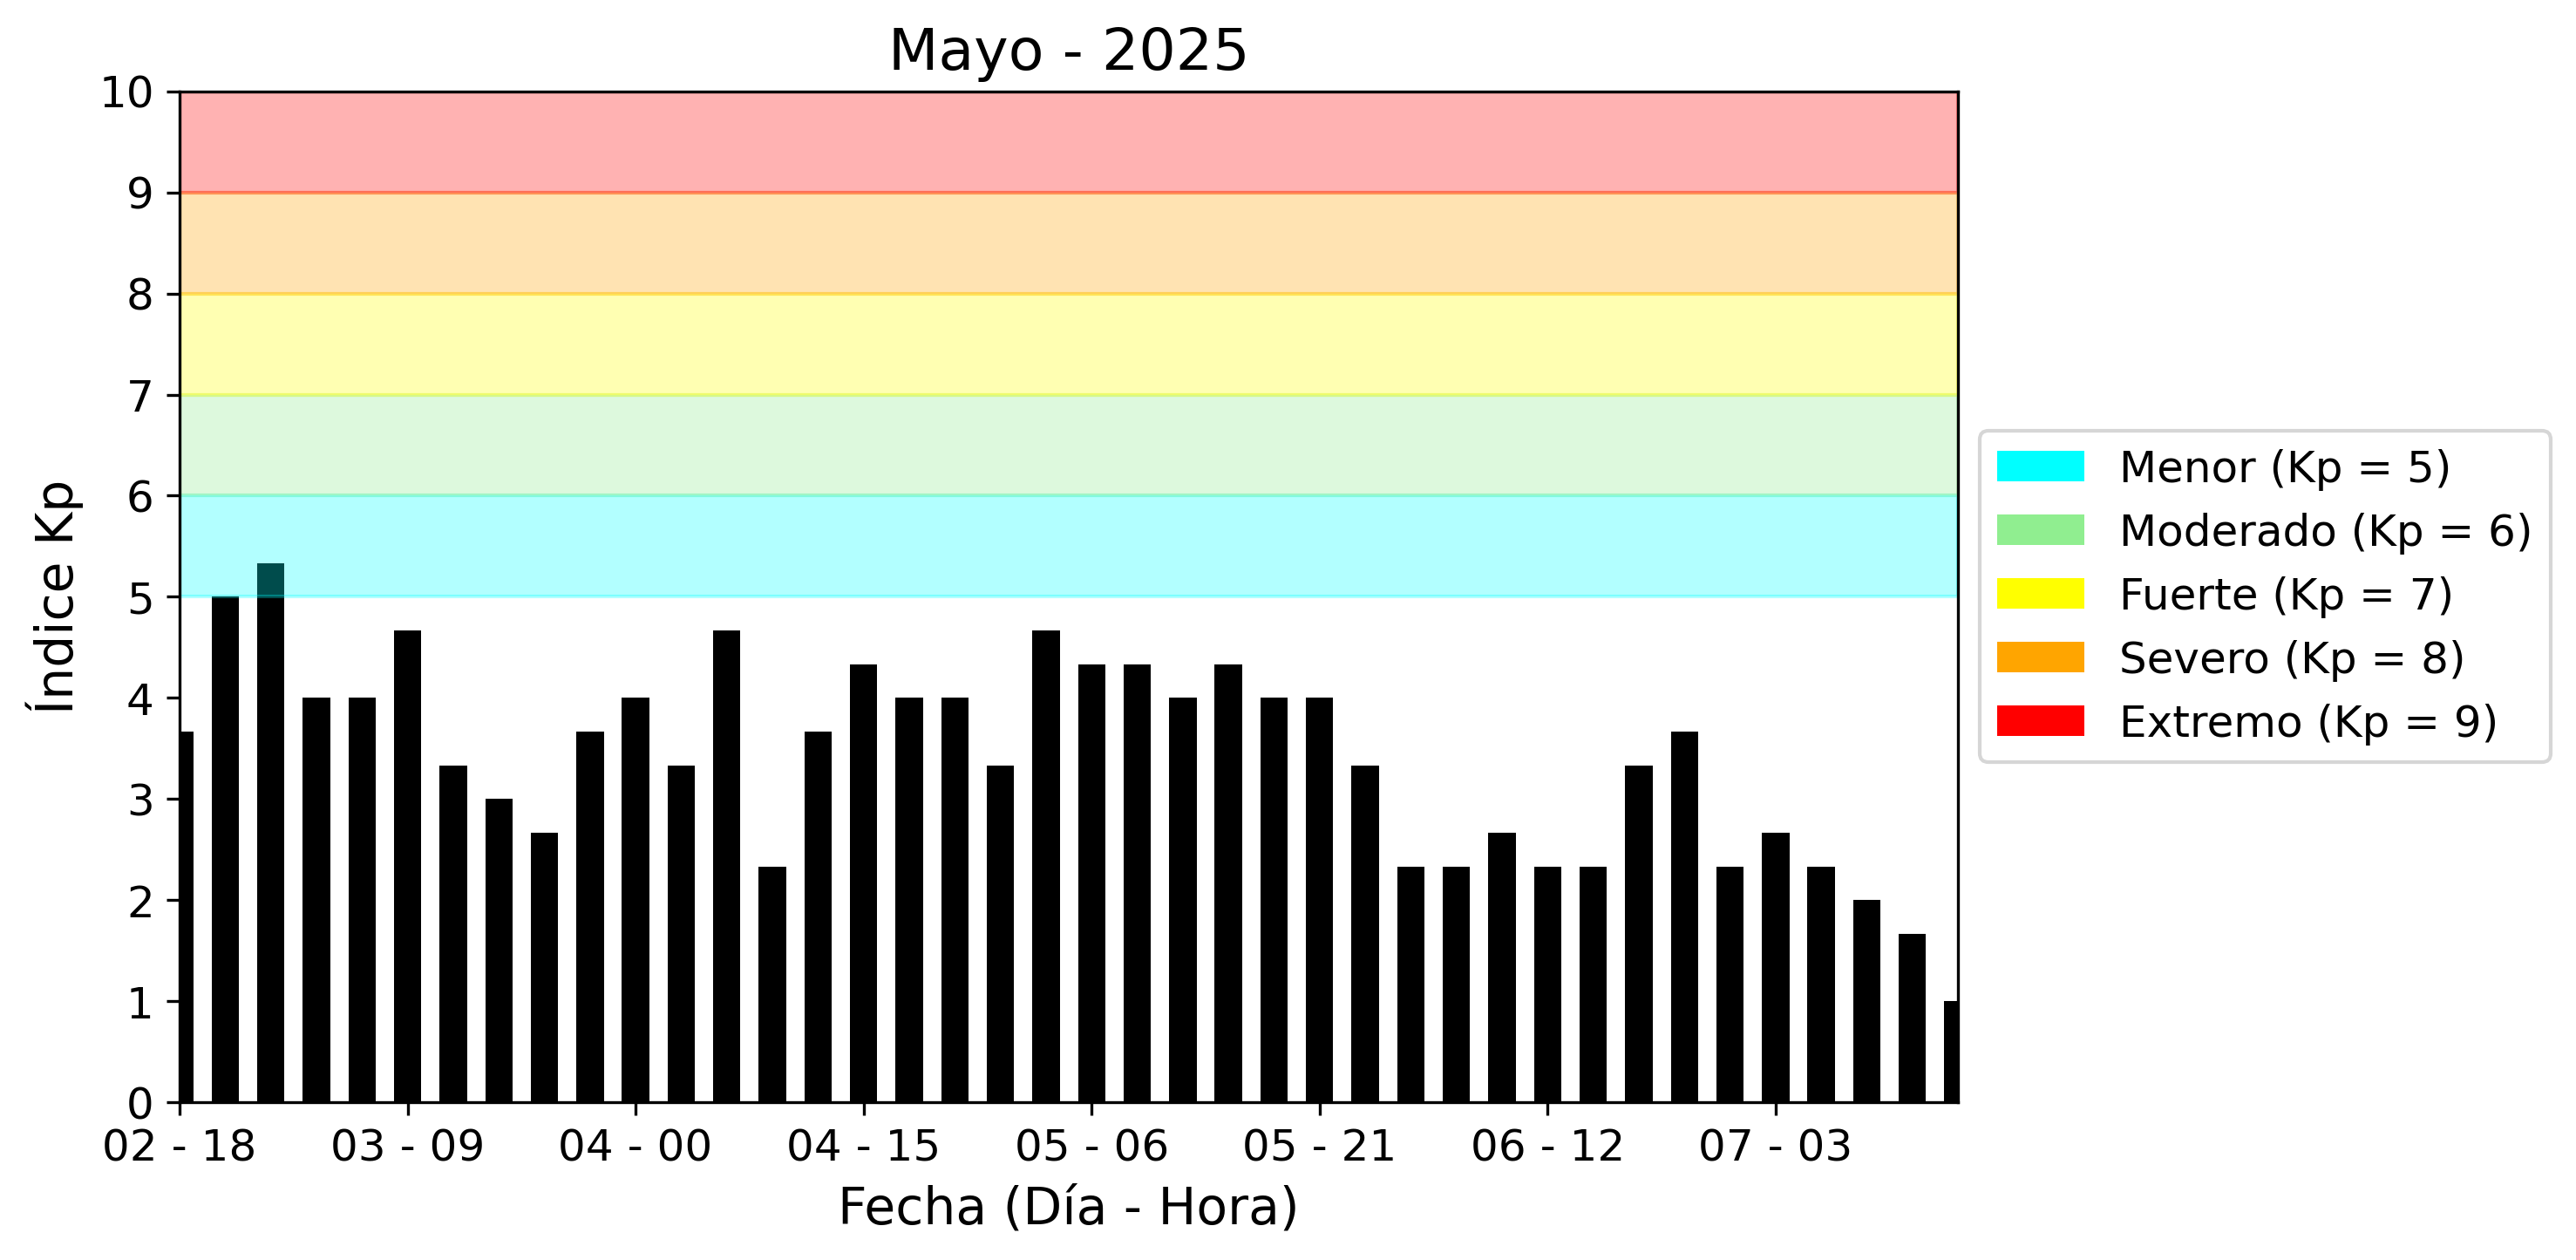 Mayo - 2025
10
9
8
7
6
5
4
3
2
1
0
Índice Kp
02 - 18
03 - 09
04 - 00
04 - 15
05 - 06
05 - 21
06 - 12
07 - 03
Fecha (Día - Hora)
Menor (Kp = 5)
Moderado (Kp = 6)
Fuerte (Kp = 7)
Severo (Kp = 8)
Extremo (Kp = 9)